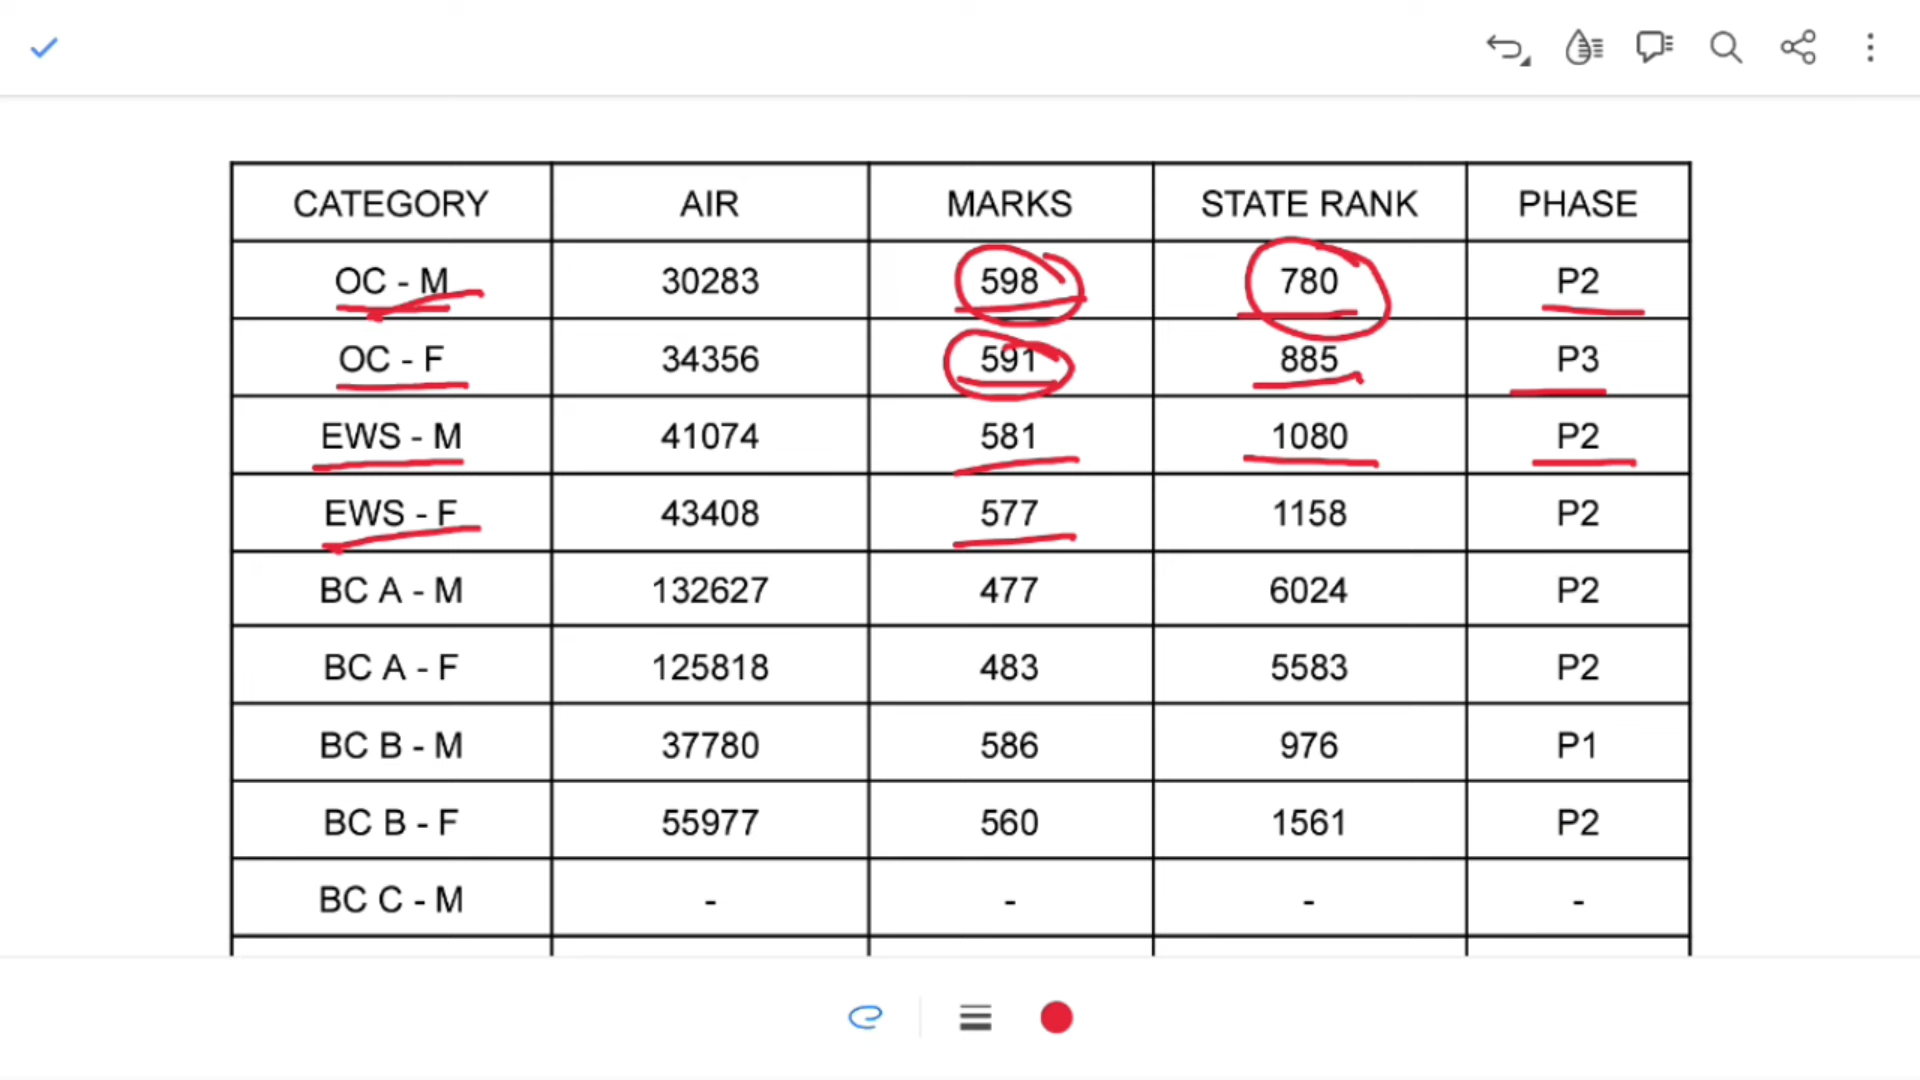 CATEGORY AIR MARKS STATE RANK PHASE
OC - M 30283 598 780 P2
OC - F 34356 591 885 P3
EWS - M 41074 581 1080 P2
EWS - F 43408 577 1158 P2
BC A - M 132627 477 6024 P2
BC A - F 125818 483 5583 P2
BC B - M 37780 586 976 P1
BC B - F 55977 560 1561 P2
BC C - M - - - -